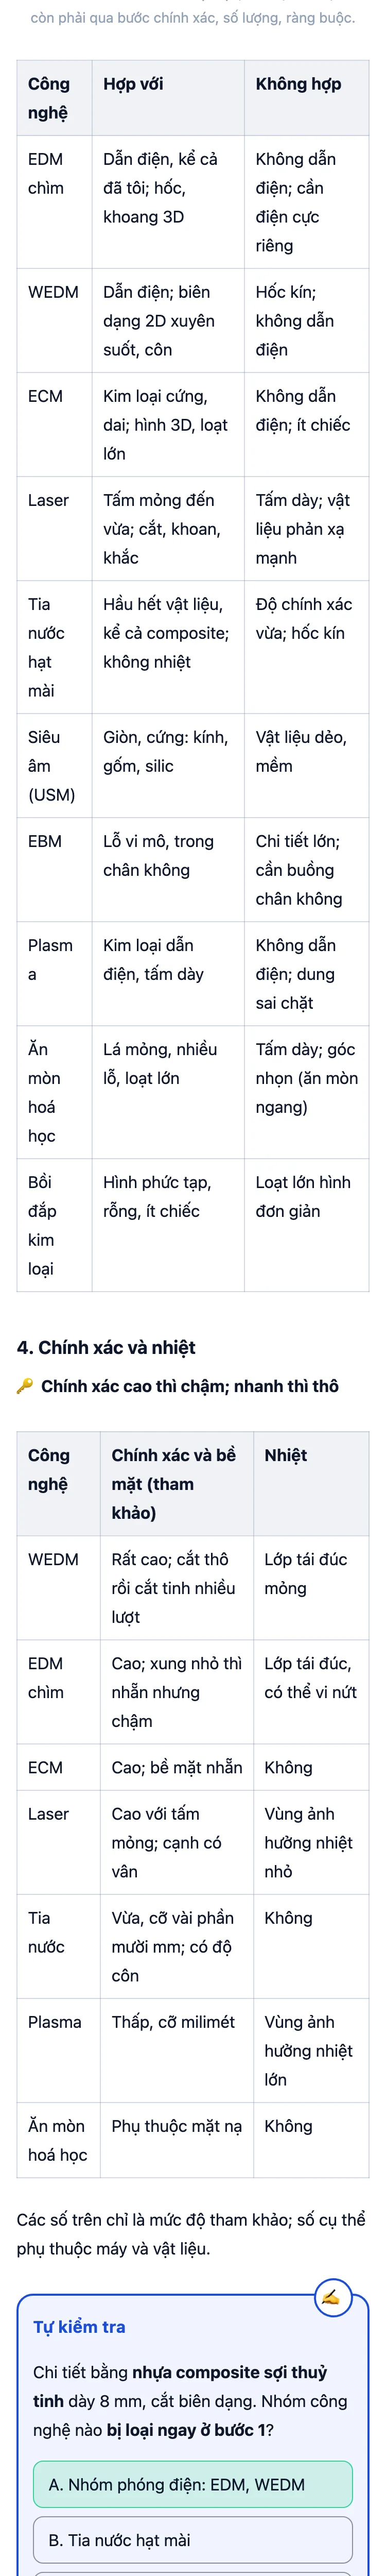 còn phải qua bước chính xác, số lượng, ràng buộc.
Công nghệ | Hợp với | Không hợp
EDM chìm | Dẫn điện, kể cả đã tôi; hốc, khoang 3D | Không dẫn điện; cần điện cực riêng
WEDM | Dẫn điện; biên dạng 2D xuyên suốt, côn | Hốc kín; không dẫn điện
ECM | Kim loại cứng, dai; hình 3D, loạt lớn | Không dẫn điện; ít chiếc
Laser | Tấm mỏng đến vừa; cắt, khoan, khắc | Tấm dày; vật liệu phản xạ mạnh
Tia nước hạt mài | Hầu hết vật liệu, kể cả composite; không nhiệt | Độ chính xác vừa; hốc kín
Siêu âm (USM) | Giòn, cứng: kính, gốm, silic | Vật liệu dẻo, mềm
EBM | Lỗ vi mô, trong chân không | Chi tiết lớn; cần buồng chân không
Plasma | Kim loại dẫn điện, tấm dày | Không dẫn điện; dung sai chặt
Ăn mòn hoá học | Lá mỏng, nhiều lỗ, loạt lớn | Tấm dày; góc nhọn (ăn mòn ngang)
Bồi đắp kim loại | Hình phức tạp, rỗng, ít chiếc | Loạt lớn hình đơn giản
4. Chính xác và nhiệt
🔑 Chính xác cao thì chậm; nhanh thì thô
Công nghệ | Chính xác và bề mặt (tham khảo) | Nhiệt
WEDM | Rất cao; cắt thô rồi cắt tinh nhiều lượt | Lớp tái đúc mỏng
EDM chìm | Cao; xung nhỏ thì nhẵn nhưng chậm | Lớp tái đúc, có thể vi nứt
ECM | Cao; bề mặt nhẵn | Không
Laser | Cao với tấm mỏng; cạnh có vân | Vùng ảnh hưởng nhiệt nhỏ
Tia nước | Vừa, cỡ vài phần mười mm; có độ côn | Không
Plasma | Thấp, cỡ milimét | Vùng ảnh hưởng nhiệt lớn
Ăn mòn hoá học | Phụ thuộc mặt nạ | Không
Các số trên chỉ là mức độ tham khảo; số cụ thể
phụ thuộc máy và vật liệu.
✍️
Tự kiểm tra
Chi tiết bằng nhựa composite sợi thuỷ
tinh dày 8 mm, cắt biên dạng. Nhóm công
nghệ nào bị loại ngay ở bước 1?
A. Nhóm phóng điện: EDM, WEDM
B. Tia nước hạt mài